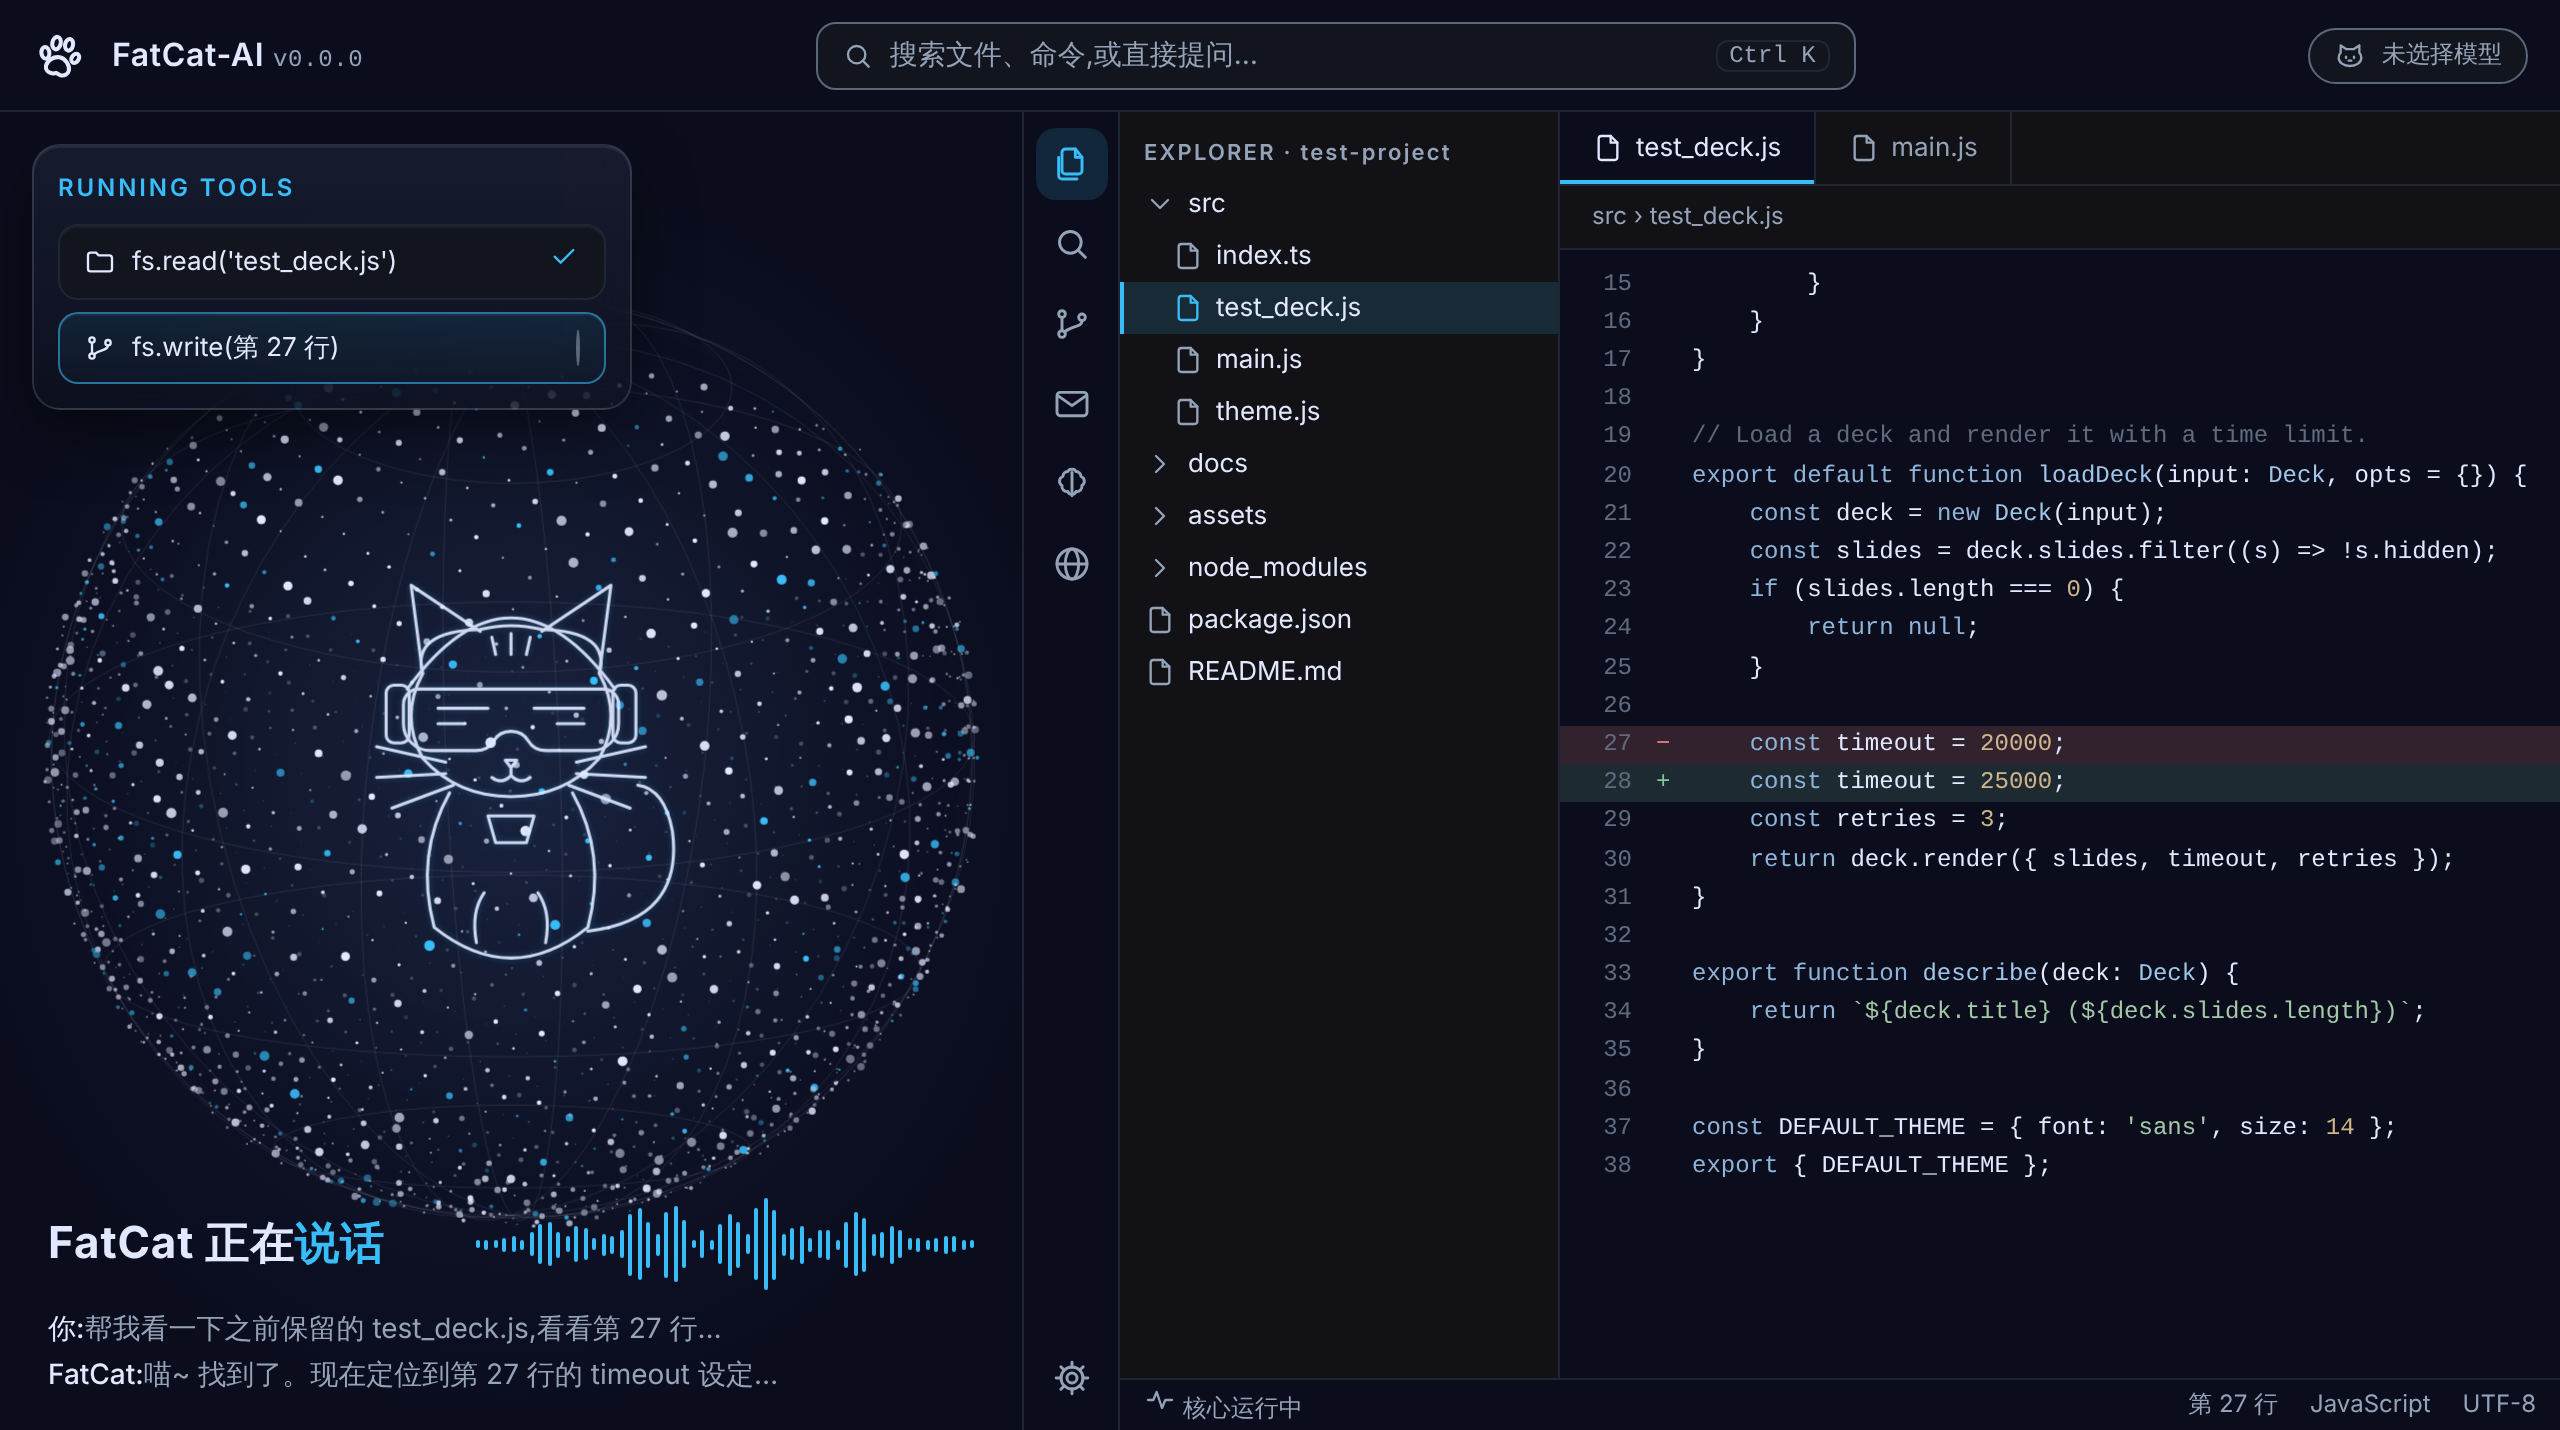 FatCat-AI v0.0.0
搜索文件、命令,或直接提问...
Ctrl K
未选择模型
RUNNING TOOLS
fs.read('test_deck.js')
fs.write(第 27 行)
FatCat 正在说话
你:帮我看一下之前保留的 test_deck.js,看看第 27 行...
FatCat:喵~ 找到了。现在定位到第 27 行的 timeout 设定...
EXPLORER · test-project
src
index.ts
test_deck.js
main.js
theme.js
docs
assets
node_modules
package.json
README.md
test_deck.js
main.js
src › test_deck.js
15         }
16     }
17 }
18
19 // Load a deck and render it with a time limit.
20 export default function loadDeck(input: Deck, opts = {}) {
21     const deck = new Deck(input);
22     const slides = deck.slides.filter((s) => !s.hidden);
23     if (slides.length === 0) {
24         return null;
25     }
26
27 −     const timeout = 20000;
28 +     const timeout = 25000;
29     const retries = 3;
30     return deck.render({ slides, timeout, retries });
31 }
32
33 export function describe(deck: Deck) {
34     return `${deck.title} (${deck.slides.length})`;
35 }
36
37 const DEFAULT_THEME = { font: 'sans', size: 14 };
38 export { DEFAULT_THEME };
核心运行中
第 27 行
JavaScript
UTF-8